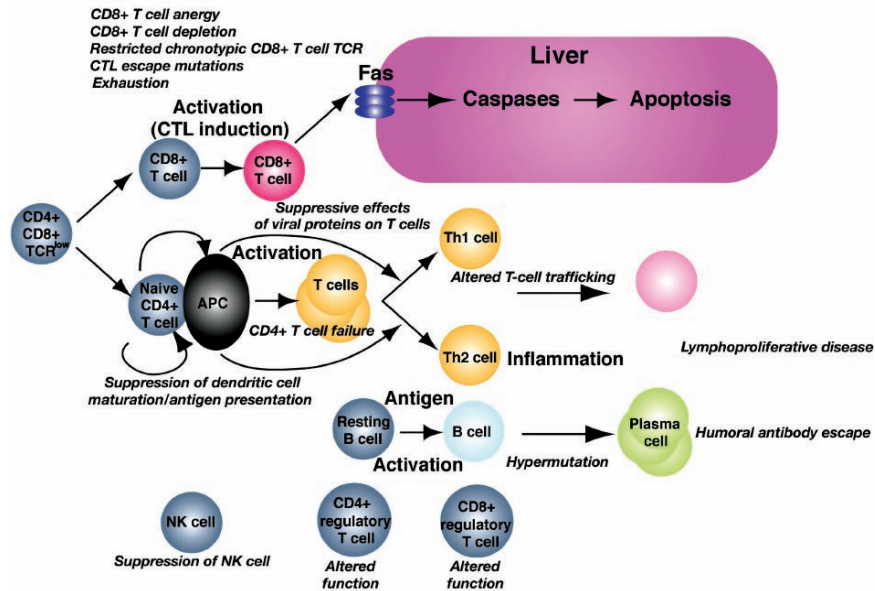 CD8+ T cell anergy
CD8+ T cell depletion
Restricted chronotypic CD8+ T cell TCR
CTL escape mutations
Exhaustion
Liver
Fas
Caspases
Apoptosis
Activation
(CTL induction)
CD8+
T cell
CD8+
T cell
CD4+
CD8+
TCRlow
Suppressive effects
of viral proteins on T cells
Activation
Th1 cell
Altered T-cell trafficking
Naive
CD4+
T cell
APC
T cells
CD4+ T cell failure
Th2 cell
Inflammation
Lymphoproliferative disease
Suppression of dendritic cell
maturation/antigen presentation
Antigen
Resting
B cell
B cell
Activation
Hypermutation
Plasma
cell
Humoral antibody escape
NK cell
Suppression of NK cell
CD4+
regulatory
T cell
Altered
function
CD8+
regulatory
T cell
Altered
function